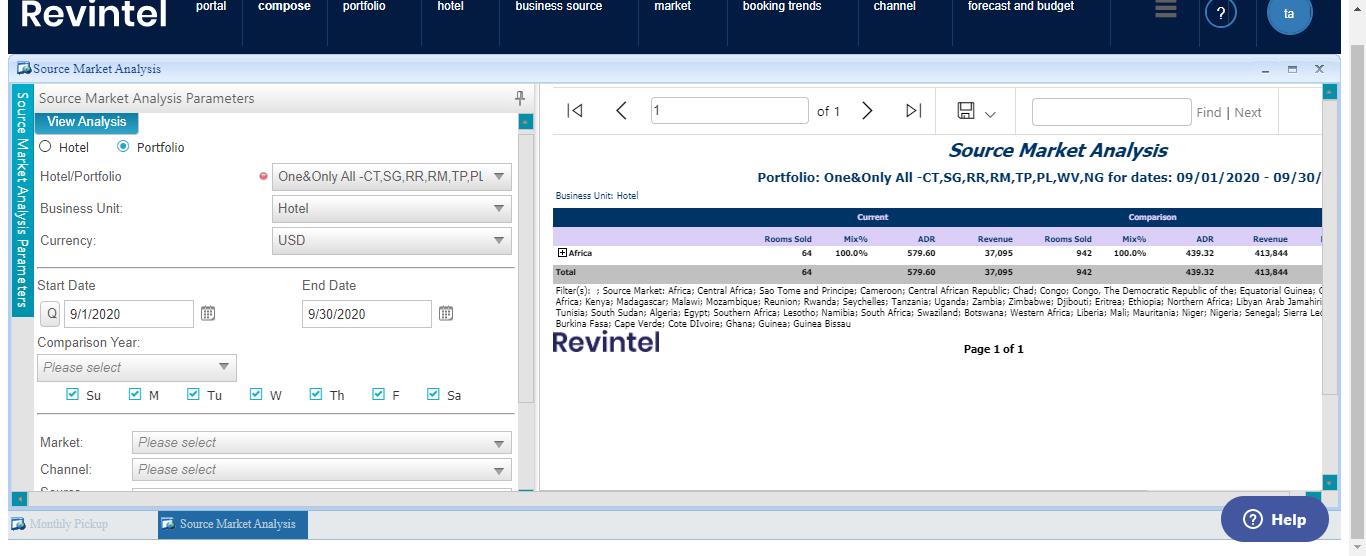 Revintel portal compose portfolio hotel business source market booking trends channel forecast and budget ? ta
Source Market Analysis
Source Market Analysis Parameters
Source Market Analysis Parameters
View Analysis
Hotel Portfolio
Hotel/Portfolio One&Only All -CT,SG,RR,RM,TP,PL
Business Unit: Hotel
Currency: USD
Start Date End Date
Q 9/1/2020 9/30/2020
Comparison Year:
Please select
Su M Tu W Th F Sa
Market: Please select
Channel: Please select
1 of 1 Find | Next
Source Market Analysis
Portfolio: One&Only All -CT,SG,RR,RM,TP,PL,WV,NG for dates: 09/01/2020 - 09/30/
Business Unit: Hotel
Current Comparison
Rooms Sold Mix% ADR Revenue Rooms Sold Mix% ADR Revenue
Africa 64 100.0% 579.60 37,095 942 100.0% 439.32 413,844
Total 64 579.60 37,095 942 439.32 413,844
Filter(s): ; Source Market: Africa; Central Africa; Sao Tome and Principe; Cameroon; Central African Republic; Chad; Congo; Congo, The Democratic Republic of the; Equatorial Guinea;
Africa; Kenya; Madagascar; Malawi; Mozambique; Reunion; Rwanda; Seychelles; Tanzania; Uganda; Zambia; Zimbabwe; Djibouti; Eritrea; Ethiopia; Northern Africa; Libyan Arab Jamahiri
Tunisia; South Sudan; Algeria; Egypt; Southern Africa; Lesotho; Namibia; South Africa; Swaziland; Botswana; Western Africa; Liberia; Mali; Mauritania; Niger; Nigeria; Senegal; Sierra Leo
Burkina Fasa; Cape Verde; Cote DIvoire; Ghana; Guinea; Guinea Bissau
Revintel Page 1 of 1
Monthly Pickup Source Market Analysis
? Help